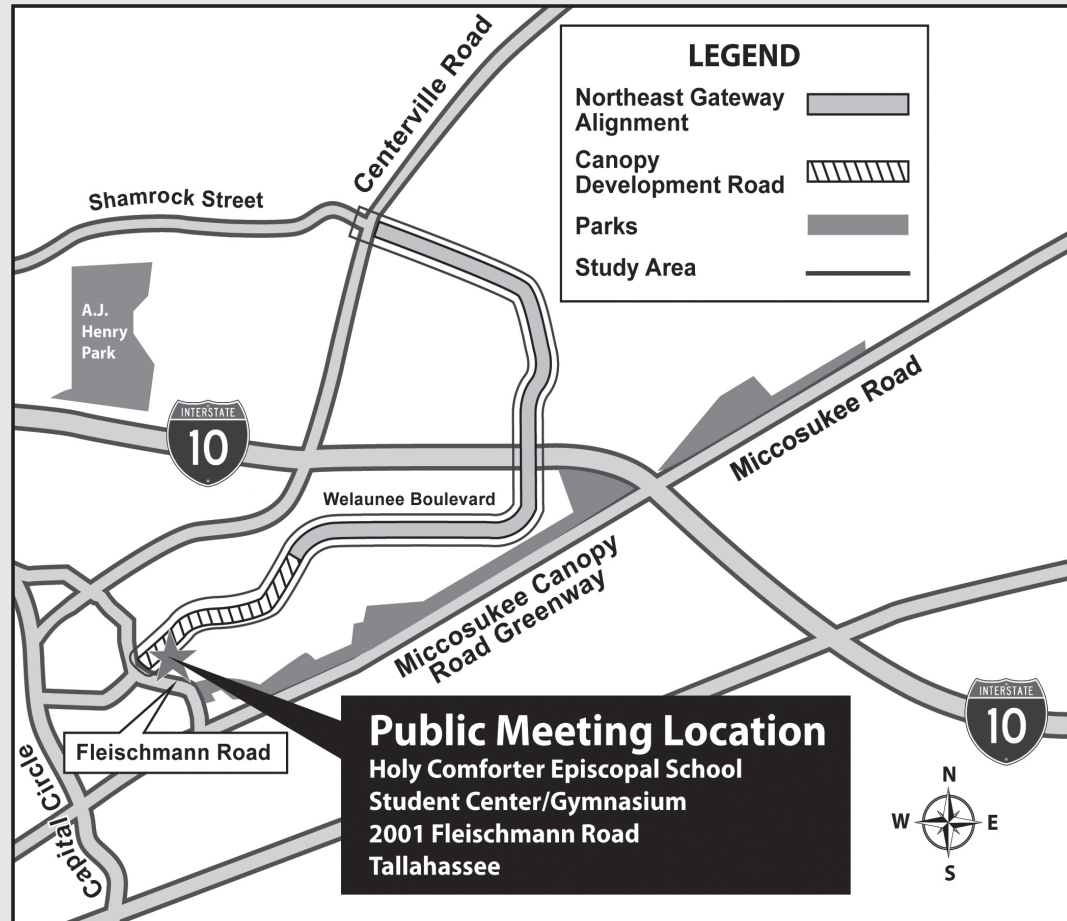 Centerville Road
LEGEND
Northeast Gateway
Alignment
Canopy
Development Road
Parks
Study Area
Shamrock Street
A.J.
Henry
Park
INTERSTATE
10
Miccosukee Road
Welaunee Boulevard
Miccosukee Canopy
Road Greenway
Fleischmann Road
Capital Circle
Public Meeting Location
Holy Comforter Episcopal School
Student Center/Gymnasium
2001 Fleischmann Road
Tallahassee
INTERSTATE
10
N
W E
S